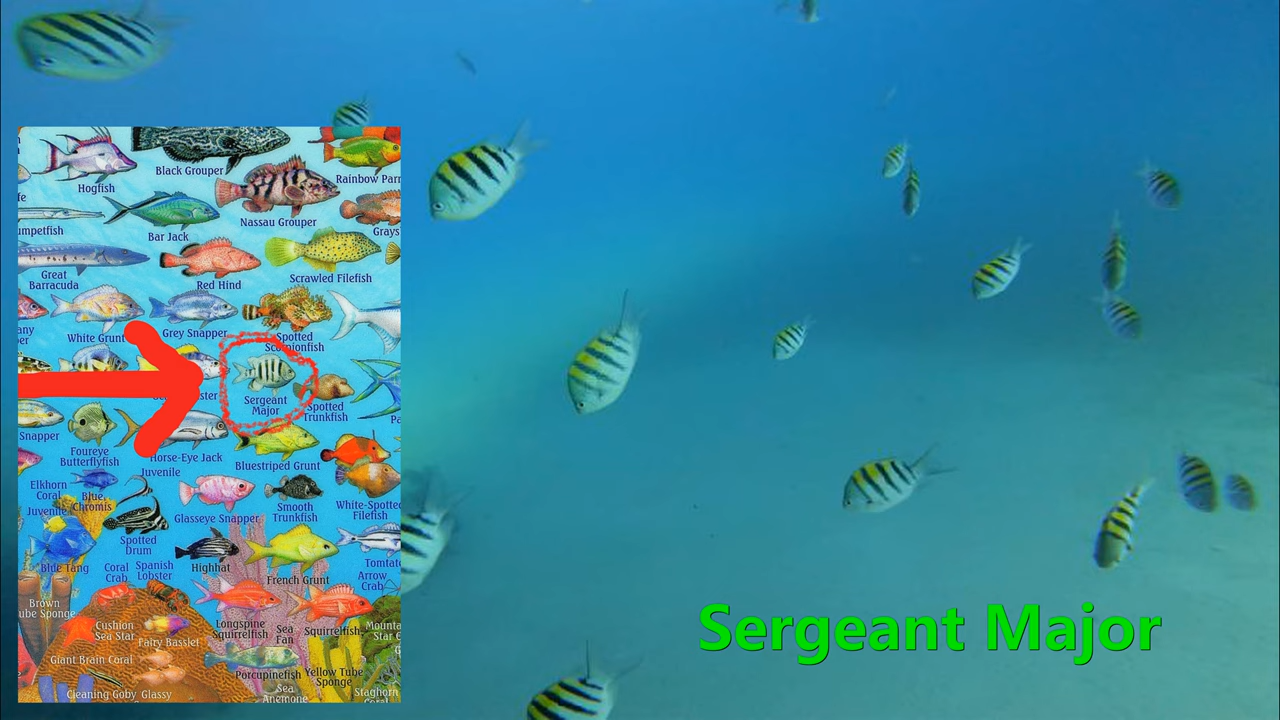 Black Grouper
Hogfish
Rainbow
Nassau Grouper
Bar Jack
Scrawled Filefish
Great
Barracuda
Red Hind
White Grunt
Grey Snapper
Spotted
Scorpionfish
Sergeant
Major
Spotted
Trunkfish
Snapper
Foureye
Butterflyfish
Horse-Eye Jack
Bluestriped Grunt
Juvenile
Elkhorn
Coral
Blue
Chromis
Juvenile
Glasseye Snapper
Smooth
Trunkfish
White-Spotted
Filefish
Spotted
Drum
Blue Tang
Coral
Crab
Spanish
Lobster
Highhat
French Grunt
Arrow
Crab
Brown
Sponge
Cushion
Sea Star
Fairy Basslet
Longspine
Squirrelfish
Sea
Fan
Squirrelfish
Giant Brain Coral
Porcupinefish
Yellow Tube
Sponge
Cleaning Goby
Glassy
Sea
Anemone
Staghorn
Coral
Sergeant Major